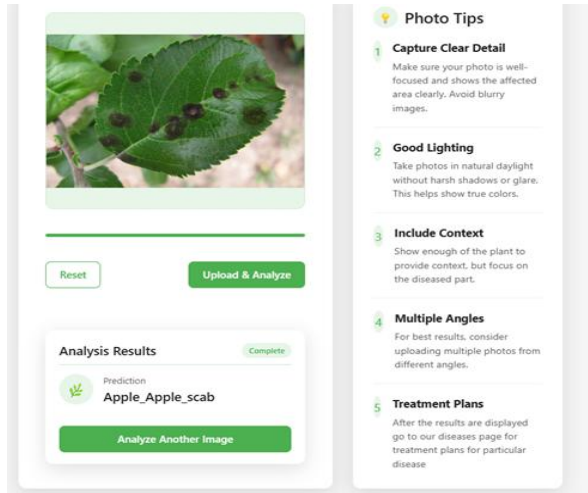 Reset
Upload & Analyze
Analysis Results
Complete
Prediction
Apple_Apple_scab
Analyze Another Image
Photo Tips
1
Capture Clear Detail
Make sure your photo is well-
focused and shows the affected
area clearly. Avoid blurry
images.
2
Good Lighting
Take photos in natural daylight
without harsh shadows or glare.
This helps show true colors.
3
Include Context
Show enough of the plant to
provide context, but focus on
the diseased part.
4
Multiple Angles
For best results, consider
uploading multiple photos from
different angles.
5
Treatment Plans
After the results are displayed
go to our diseases page for
treatment plans for particular
disease